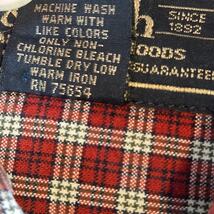 MACHINE WASH
WARM WITH
LIKE COLORS
ONLY NON-
CHLORINE BLEACH
TUMBLE DRY LOW
WARM IRON
RN 75654
SINCE
1892
GOODS
GUARANTEE